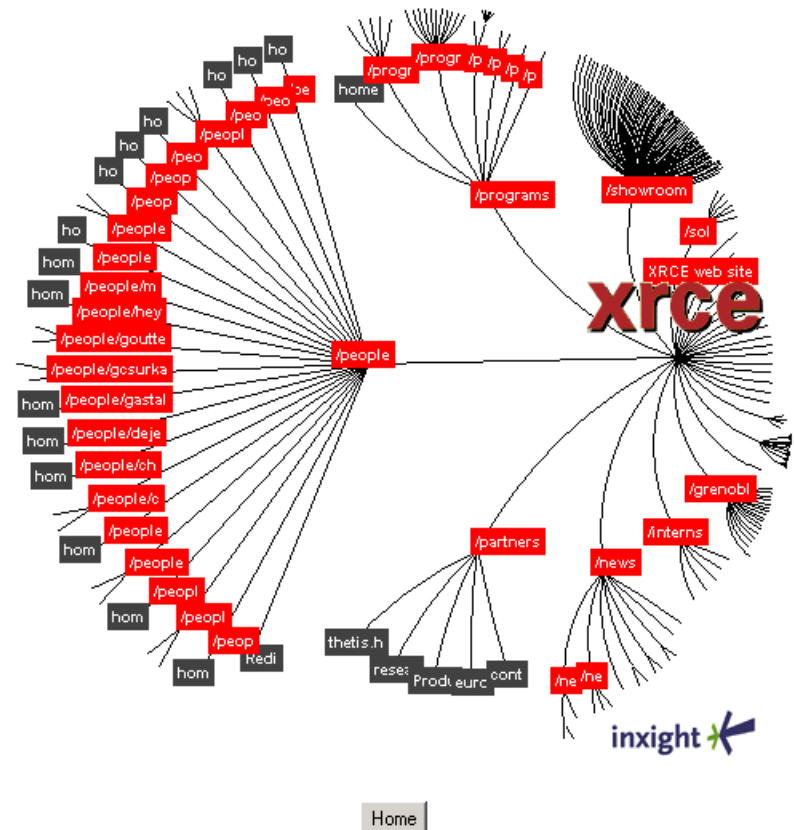 ho
ho
ho
/progr
/progr
/p
/p
/p
/p
home
/pe
/peo
/peo
/peopl
ho
ho
ho
/peo
/peop
/peop
/programs
/showroom
/sol
/people
ho
/people
hom
/people/m
hom
/people/hey
XRCE web site
xrce
/people/goutte
/people
/people/gcsurka
/people/gastal
hom
/people/deje
hom
/people/ch
hom
/people/c
/grenobl
/people
hom
/interns
/partners
/people
/news
/peopl
hom
/peopl
/peop
Redi
hom
thetis.h
resea
Produ
euro
cont
/ne
/ne
inxight
Home